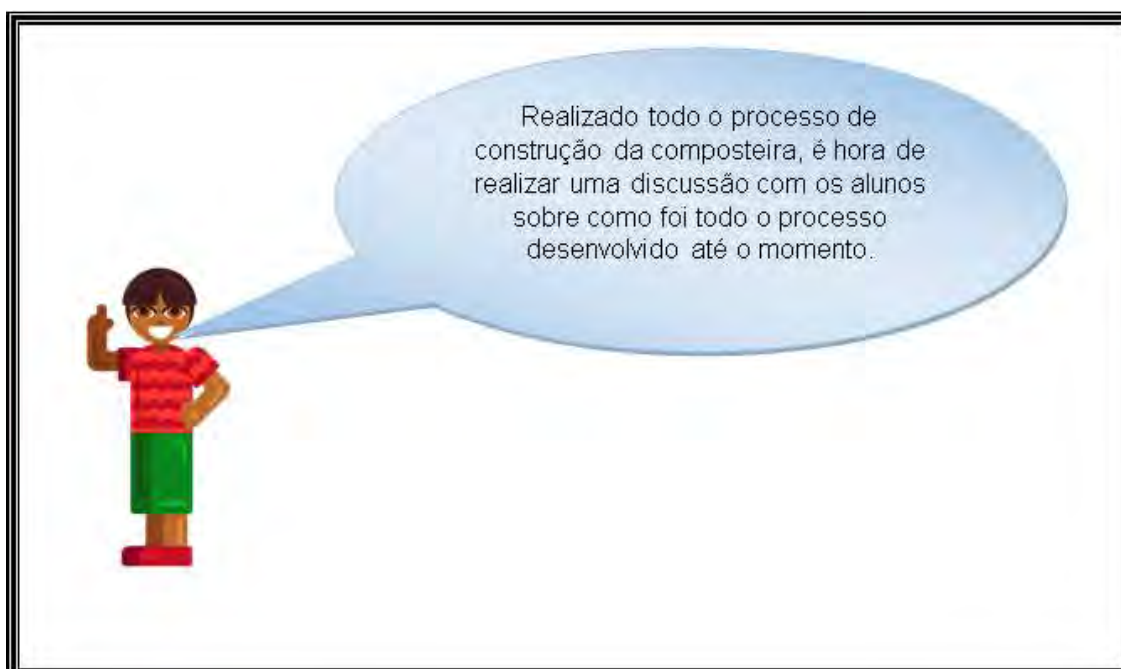 Realizado todo o processo de
construção da composteira, é hora de
realizar uma discussão com os alunos
sobre como foi todo o processo
desenvolvido até o momento.